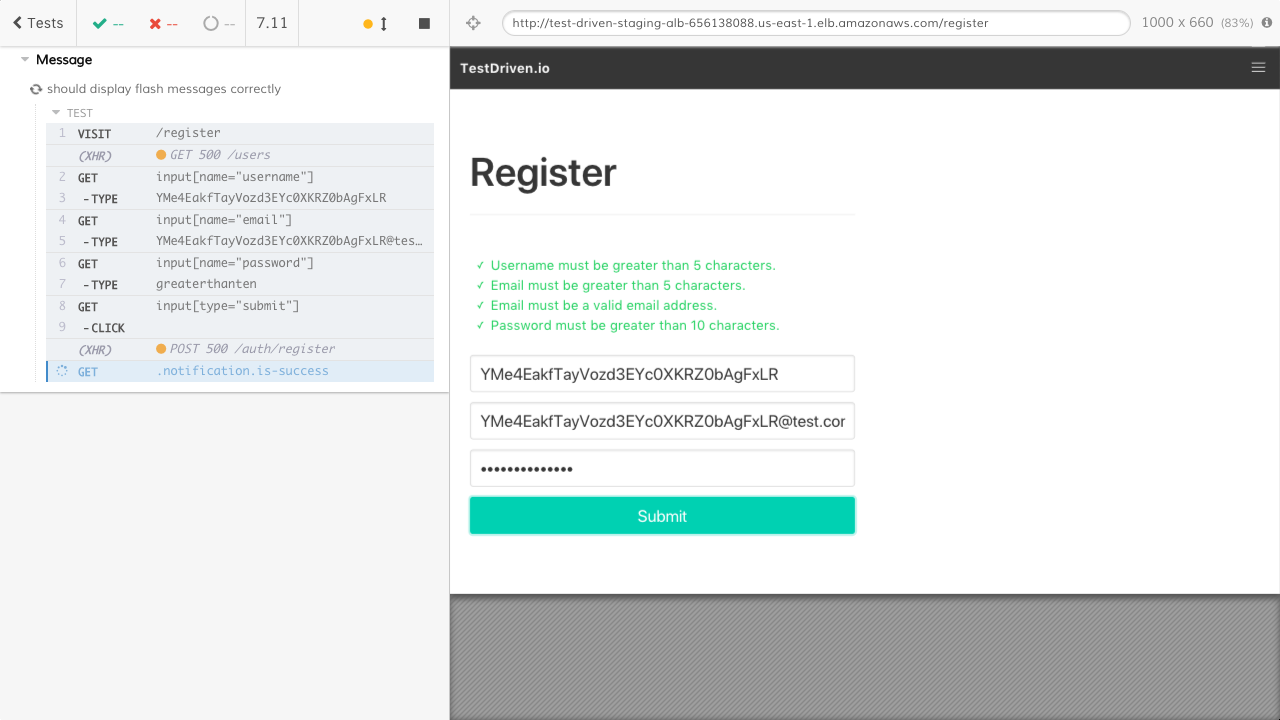 Tests -- -- -- 7.11
http://test-driven-staging-alb-656138088.us-east-1.elb.amazonaws.com/register 1000 x 660 (83%)
Message
should display flash messages correctly
TEST
1 VISIT /register
(XHR) GET 500 /users
2 GET input[name="username"]
3 -TYPE YMe4EakfTayVozd3EYc0XKRZ0bAgFxLR
4 GET input[name="email"]
5 -TYPE YMe4EakfTayVozd3EYc0XKRZ0bAgFxLR@tes…
6 GET input[name="password"]
7 -TYPE greaterthanten
8 GET input[type="submit"]
9 -CLICK
(XHR) POST 500 /auth/register
GET .notification.is-success
TestDriven.io
Register
✓ Username must be greater than 5 characters.
✓ Email must be greater than 5 characters.
✓ Email must be a valid email address.
✓ Password must be greater than 10 characters.
YMe4EakfTayVozd3EYc0XKRZ0bAgFxLR
YMe4EakfTayVozd3EYc0XKRZ0bAgFxLR@test.cor
••••••••••••••
Submit